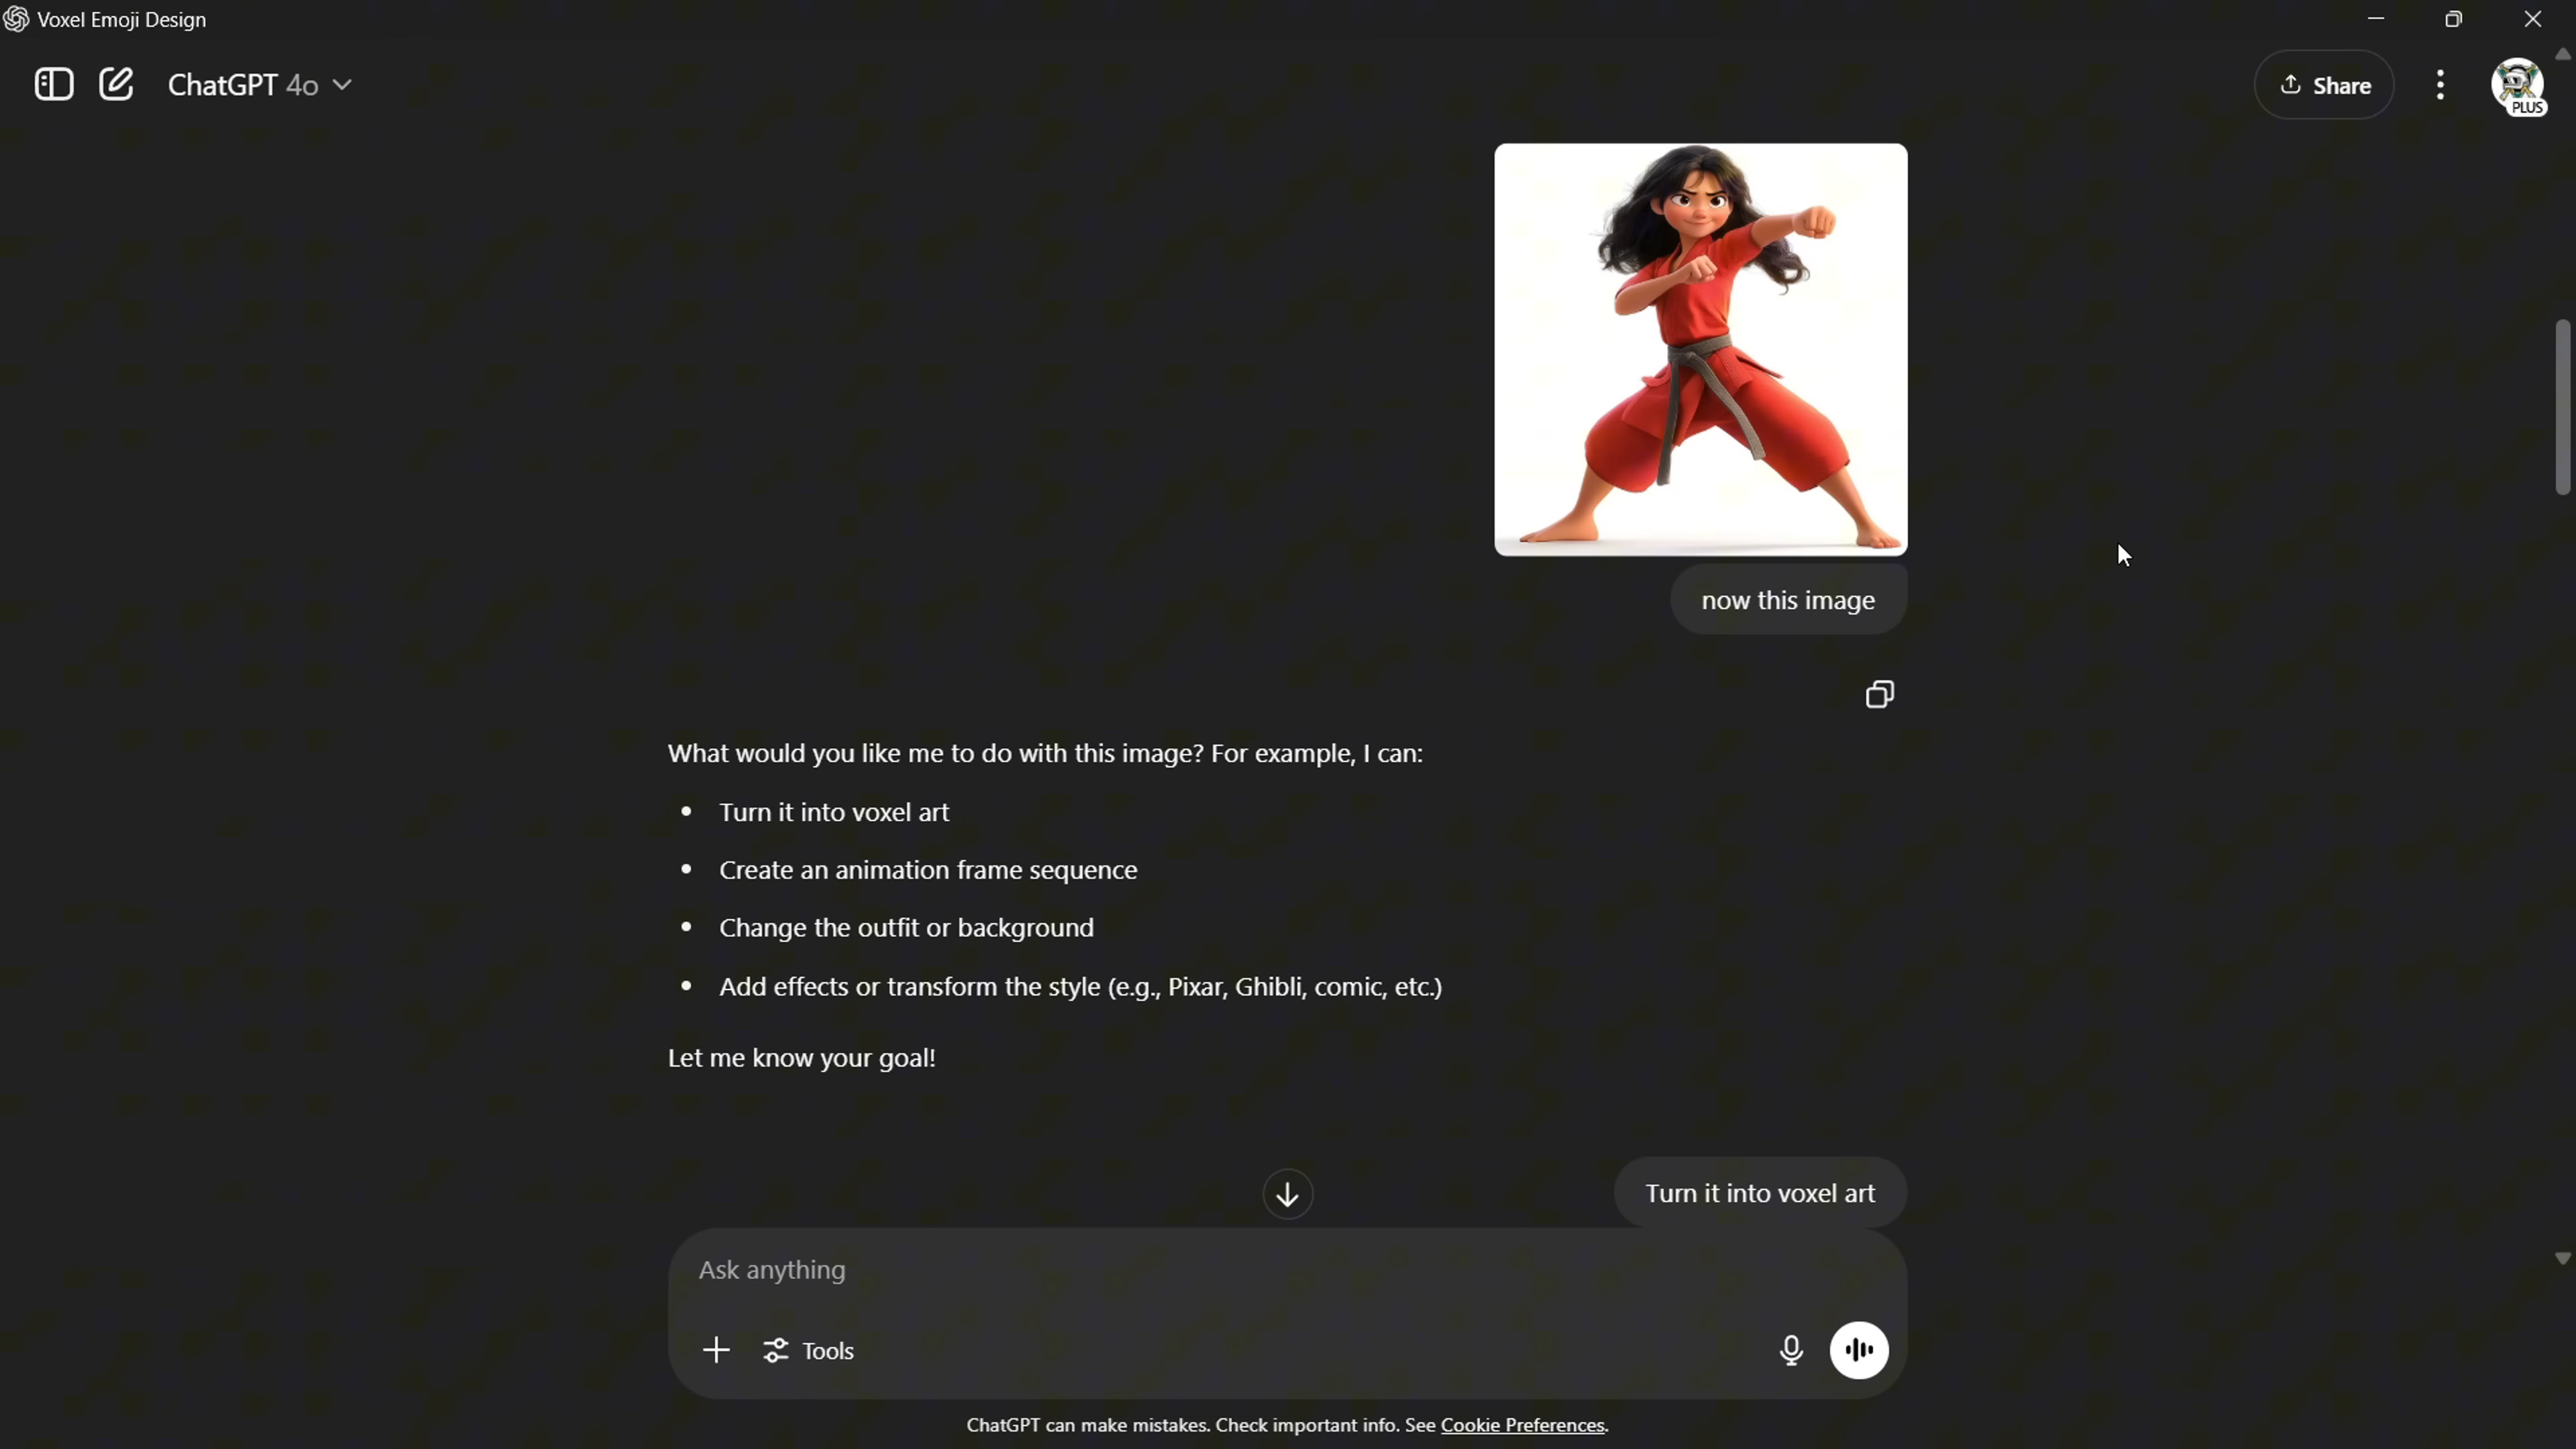 Voxel Emoji Design
ChatGPT 4o
Share
PLUS
now this image
What would you like me to do with this image? For example, I can:
• Turn it into voxel art
• Create an animation frame sequence
• Change the outfit or background
• Add effects or transform the style (e.g., Pixar, Ghibli, comic, etc.)
Let me know your goal!
Turn it into voxel art
Ask anything
Tools
ChatGPT can make mistakes. Check important info. See Cookie Preferences.